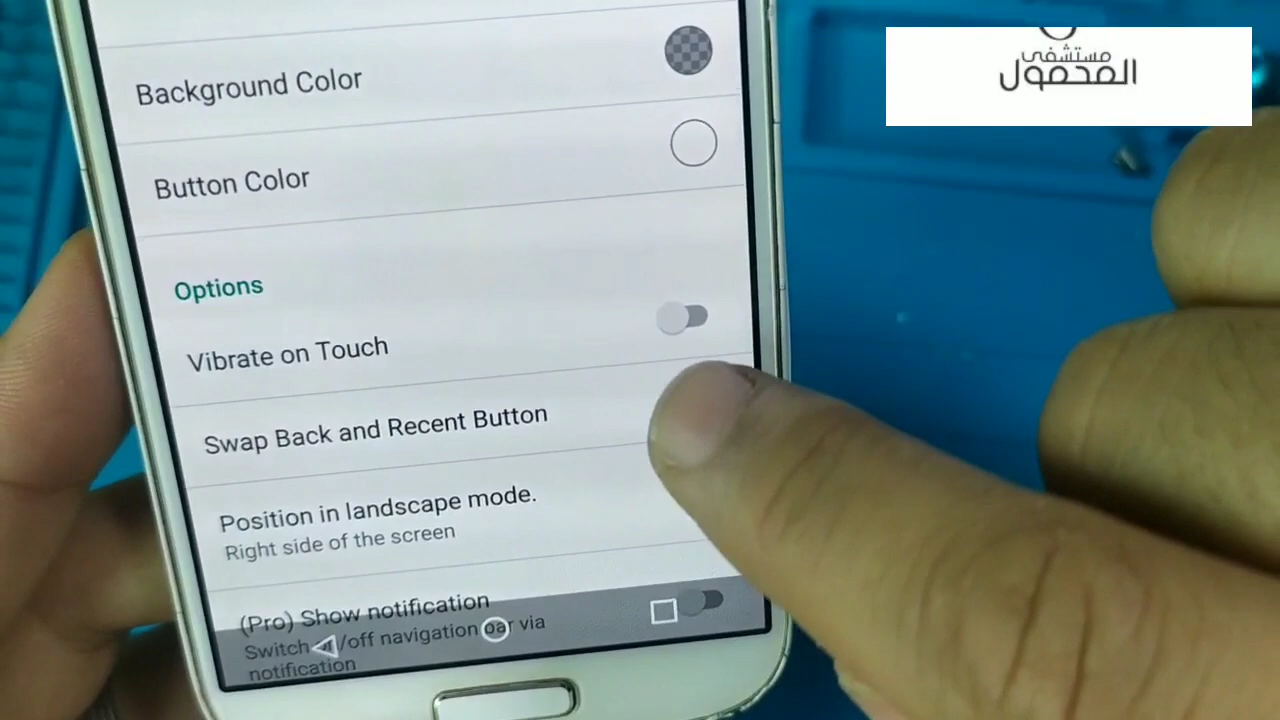 مستشفى
المحمول
Background Color
Button Color
Options
Vibrate on Touch
Swap Back and Recent Button
Position in landscape mode.
Right side of the screen
(Pro) Show notification
Switch /off navigation bar via
notification